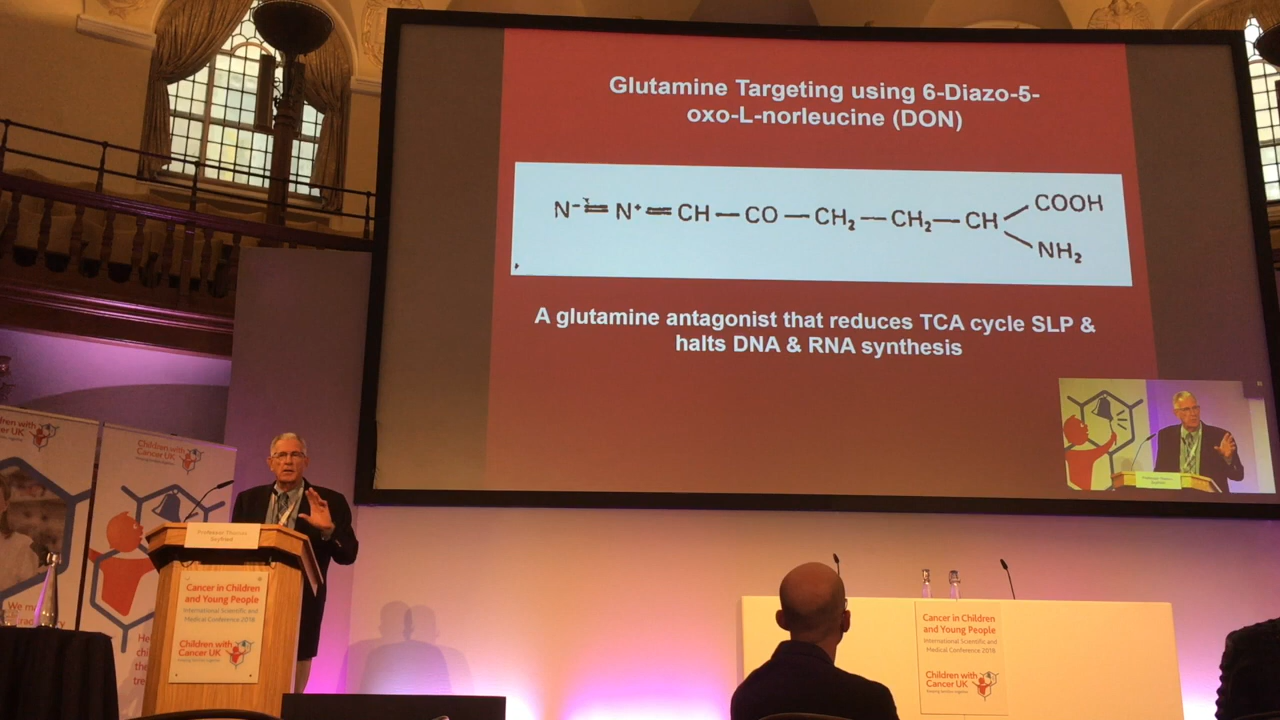 Glutamine Targeting using 6-Diazo-5-
oxo-L-norleucine (DON)
N⁻=N⁺=CH—CO—CH₂—CH₂—CH
COOH
NH₂
A glutamine antagonist that reduces TCA cycle SLP &
halts DNA & RNA synthesis
Children with
Cancer UK
Professor Thomas
Seyfried
Cancer in Children
and Young People
International Scientific and
Medical Conference 2018
Children with
Cancer UK
Cancer in Children
and Young People
International Scientific and
Medical Conference 2018
Children with
Cancer UK